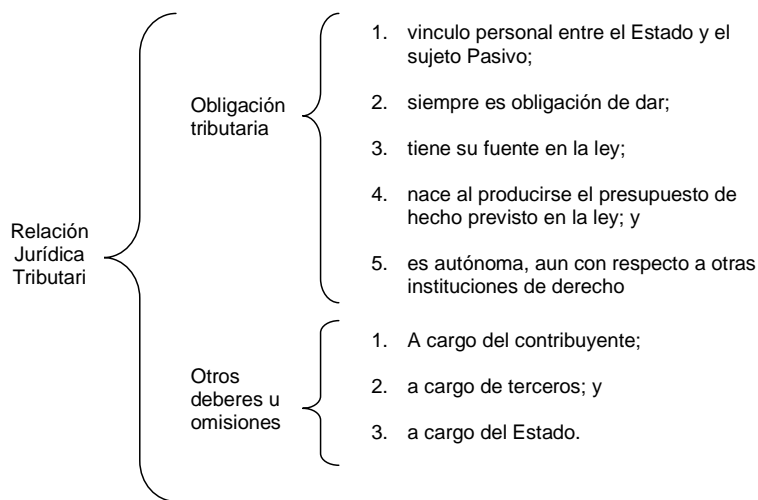 Relación
Jurídica
Tributari
Obligación
tributaria
1. vinculo personal entre el Estado y el
sujeto Pasivo;
2. siempre es obligación de dar;
3. tiene su fuente en la ley;
4. nace al producirse el presupuesto de
hecho previsto en la ley; y
5. es autónoma, aun con respecto a otras
instituciones de derecho
Otros
deberes u
omisiones
1. A cargo del contribuyente;
2. a cargo de terceros; y
3. a cargo del Estado.